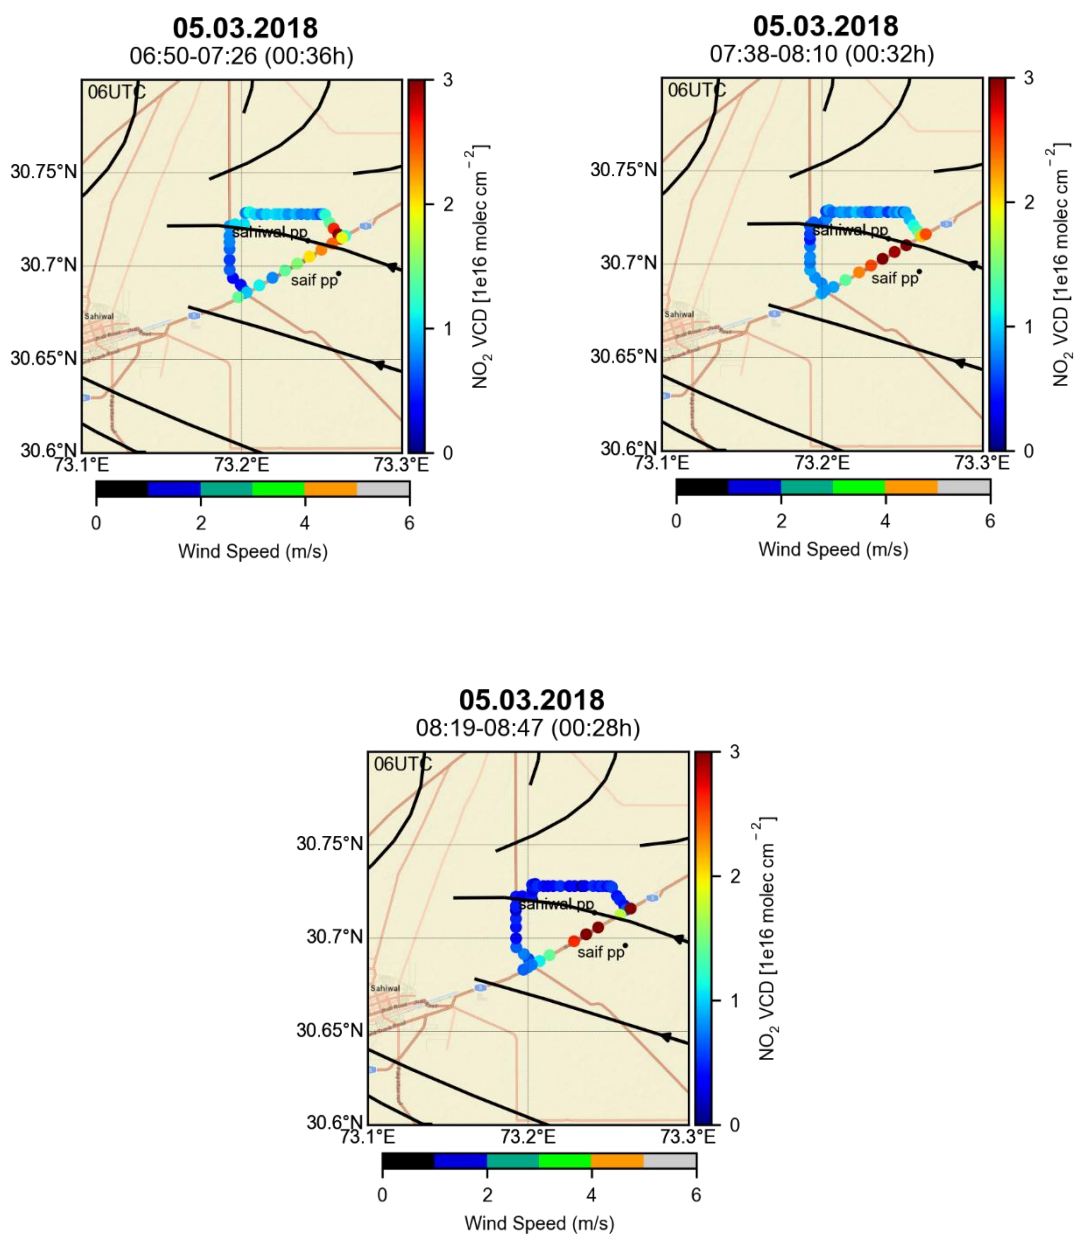 05.03.2018
06:50-07:26 (00:36h)
06UTC
30.75°N
30.7°N
30.65°N
30.6°N
73.1°E
73.2°E
73.3°E
sahiwal pp
saif pp
Sahiwal
3
2
1
0
NO₂ VCD [1e16 molec cm⁻²]
0
2
4
6
Wind Speed (m/s)
05.03.2018
07:38-08:10 (00:32h)
06UTC
30.75°N
30.7°N
30.65°N
30.6°N
73.1°E
73.2°E
73.3°E
sahiwal pp
saif pp
Sahiwal
3
2
1
0
NO₂ VCD [1e16 molec cm⁻²]
0
2
4
6
Wind Speed (m/s)
05.03.2018
08:19-08:47 (00:28h)
06UTC
30.75°N
30.7°N
30.65°N
30.6°N
73.1°E
73.2°E
73.3°E
sahiwal pp
saif pp
Sahiwal
3
2
1
0
NO₂ VCD [1e16 molec cm⁻²]
0
2
4
6
Wind Speed (m/s)